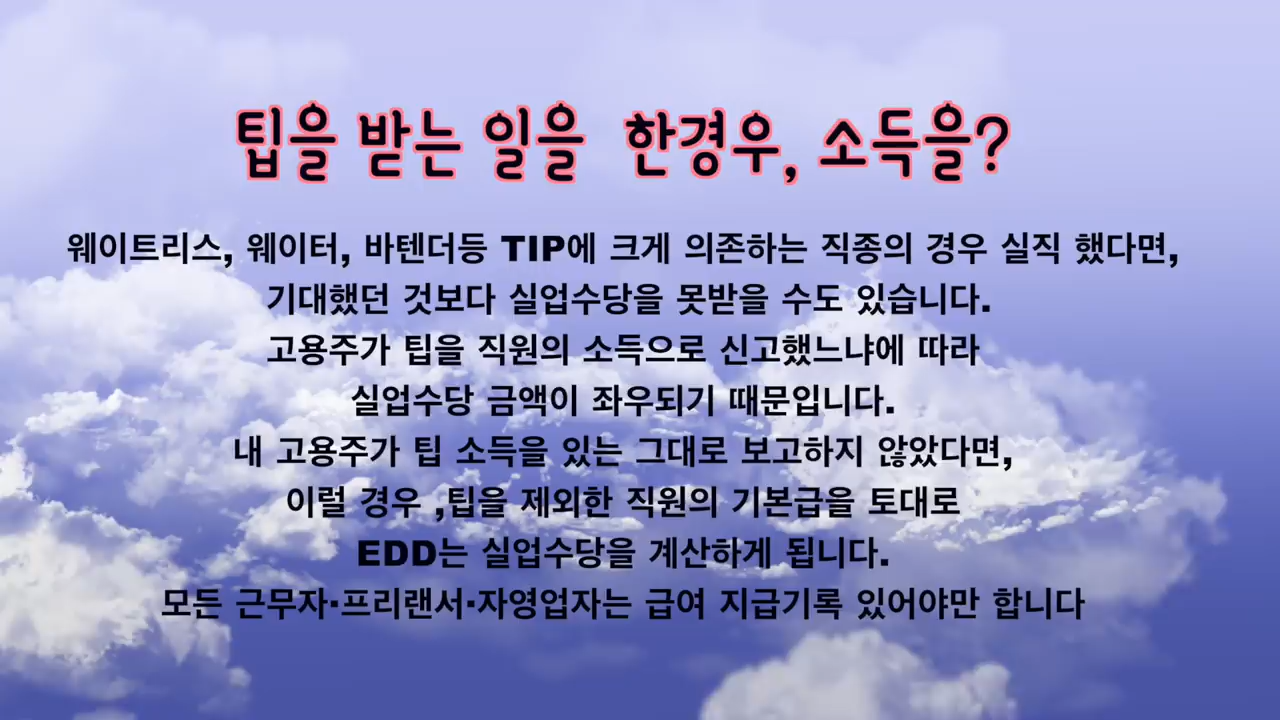 팁을 받는 일을 한경우, 소득을?
웨이트리스, 웨이터, 바텐더등 TIP에 크게 의존하는 직종의 경우 실직 했다면,
기대했던 것보다 실업수당을 못받을 수도 있습니다.
고용주가 팁을 직원의 소득으로 신고했느냐에 따라
실업수당 금액이 좌우되기 때문입니다.
내 고용주가 팁 소득을 있는 그대로 보고하지 않았다면,
이럴 경우 ,팁을 제외한 직원의 기본급을 토대로
EDD는 실업수당을 계산하게 됩니다.
모든 근무자·프리랜서·자영업자는 급여 지급기록 있어야만 합니다